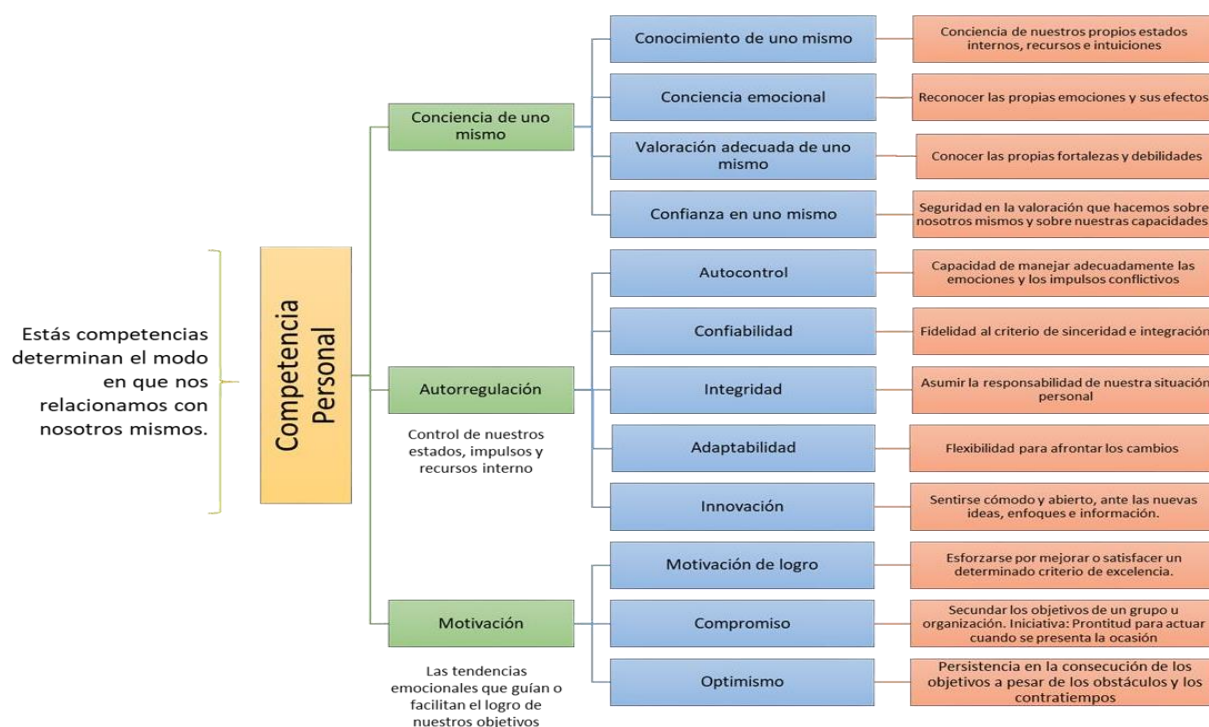 Estás competencias
determinan el modo
en que nos
relacionamos con
nosotros mismos.
Competencia
Personal
Conciencia de uno
mismo
Conocimiento de uno mismo
Conciencia de nuestros propios estados
internos, recursos e intuiciones
Conciencia emocional
Reconocer las propias emociones y sus efectos
Valoración adecuada de uno
mismo
Conocer las propias fortalezas y debilidades
Confianza en uno mismo
Seguridad en la valoración que hacemos sobre
nosotros mismos y sobre nuestras capacidades.
Autorregulación
Control de nuestros
estados, impulsos y
recursos interno
Autocontrol
Capacidad de manejar adecuadamente las
emociones y los impulsos conflictivos
Confiabilidad
Fidelidad al criterio de sinceridad e integración
Integridad
Asumir la responsabilidad de nuestra situación
personal
Adaptabilidad
Flexibilidad para afrontar los cambios
Innovación
Sentirse cómodo y abierto, ante las nuevas
ideas, enfoques e información.
Motivación
Las tendencias
emocionales que guían o
facilitan el logro de
nuestros objetivos
Motivación de logro
Esforzarse por mejorar o satisfacer un
determinado criterio de excelencia.
Compromiso
Secundar los objetivos de un grupo u
organización. Iniciativa: Prontitud para actuar
cuando se presenta la ocasión
Optimismo
Persistencia en la consecución de los
objetivos a pesar de los obstáculos y los
contratiempos